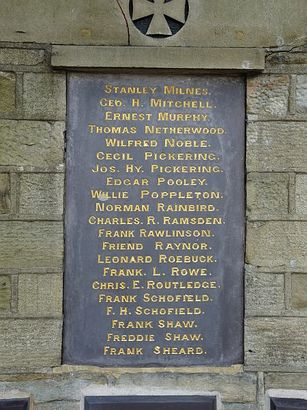 STANLEY MILNES.
GEO. H. MITCHELL.
ERNEST MURPHY.
THOMAS NETHERWOOD.
WILFRED NOBLE.
CECIL PICKERING.
JOS. HY. PICKERING.
EDGAR POOLEY.
WILLIE POPPLETON.
NORMAN RAINBIRD.
CHARLES. R. RAMSDEN.
FRANK RAWLINSON.
FRIEND RAYNOR.
LEONARD ROEBUCK.
FRANK. L. ROWE.
CHRIS. E. ROUTLEDGE.
FRANK SCHOFIELD.
F. H. SCHOFIELD.
FRANK SHAW.
FREDDIE SHAW.
FRANK SHEARD.